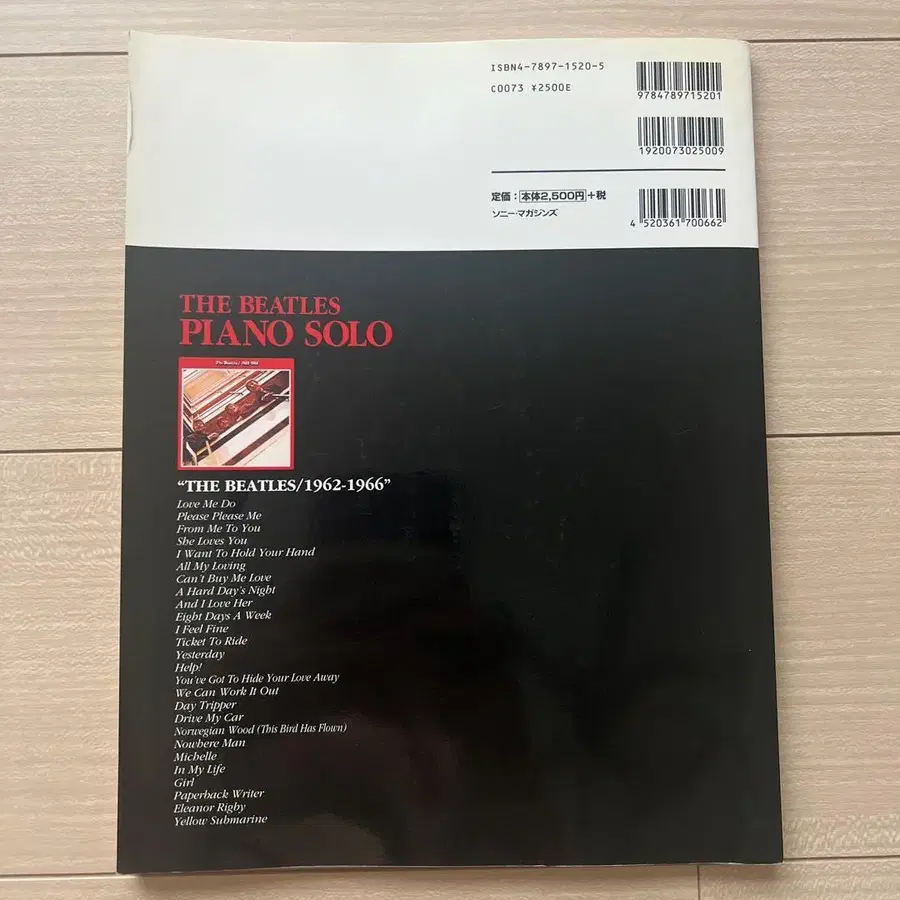 ISBN4-7897-1520-5
C0073 ¥2500E
9784789715201
1920073025009
定価：本体2,500円+税
ソニー・マガジンズ
4 520361 700662
THE BEATLES
PIANO SOLO
The Beatles / 1962-1966
"THE BEATLES/1962-1966"
Love Me Do
Please Please Me
From Me To You
She Loves You
I Want To Hold Your Hand
All My Loving
Can't Buy Me Love
A Hard Day's Night
And I Love Her
Eight Days A Week
I Feel Fine
Ticket To Ride
Yesterday
Help!
You've Got To Hide Your Love Away
We Can Work It Out
Day Tripper
Drive My Car
Norwegian Wood (This Bird Has Flown)
Nowhere Man
Michelle
In My Life
Girl
Paperback Writer
Eleanor Rigby
Yellow Submarine